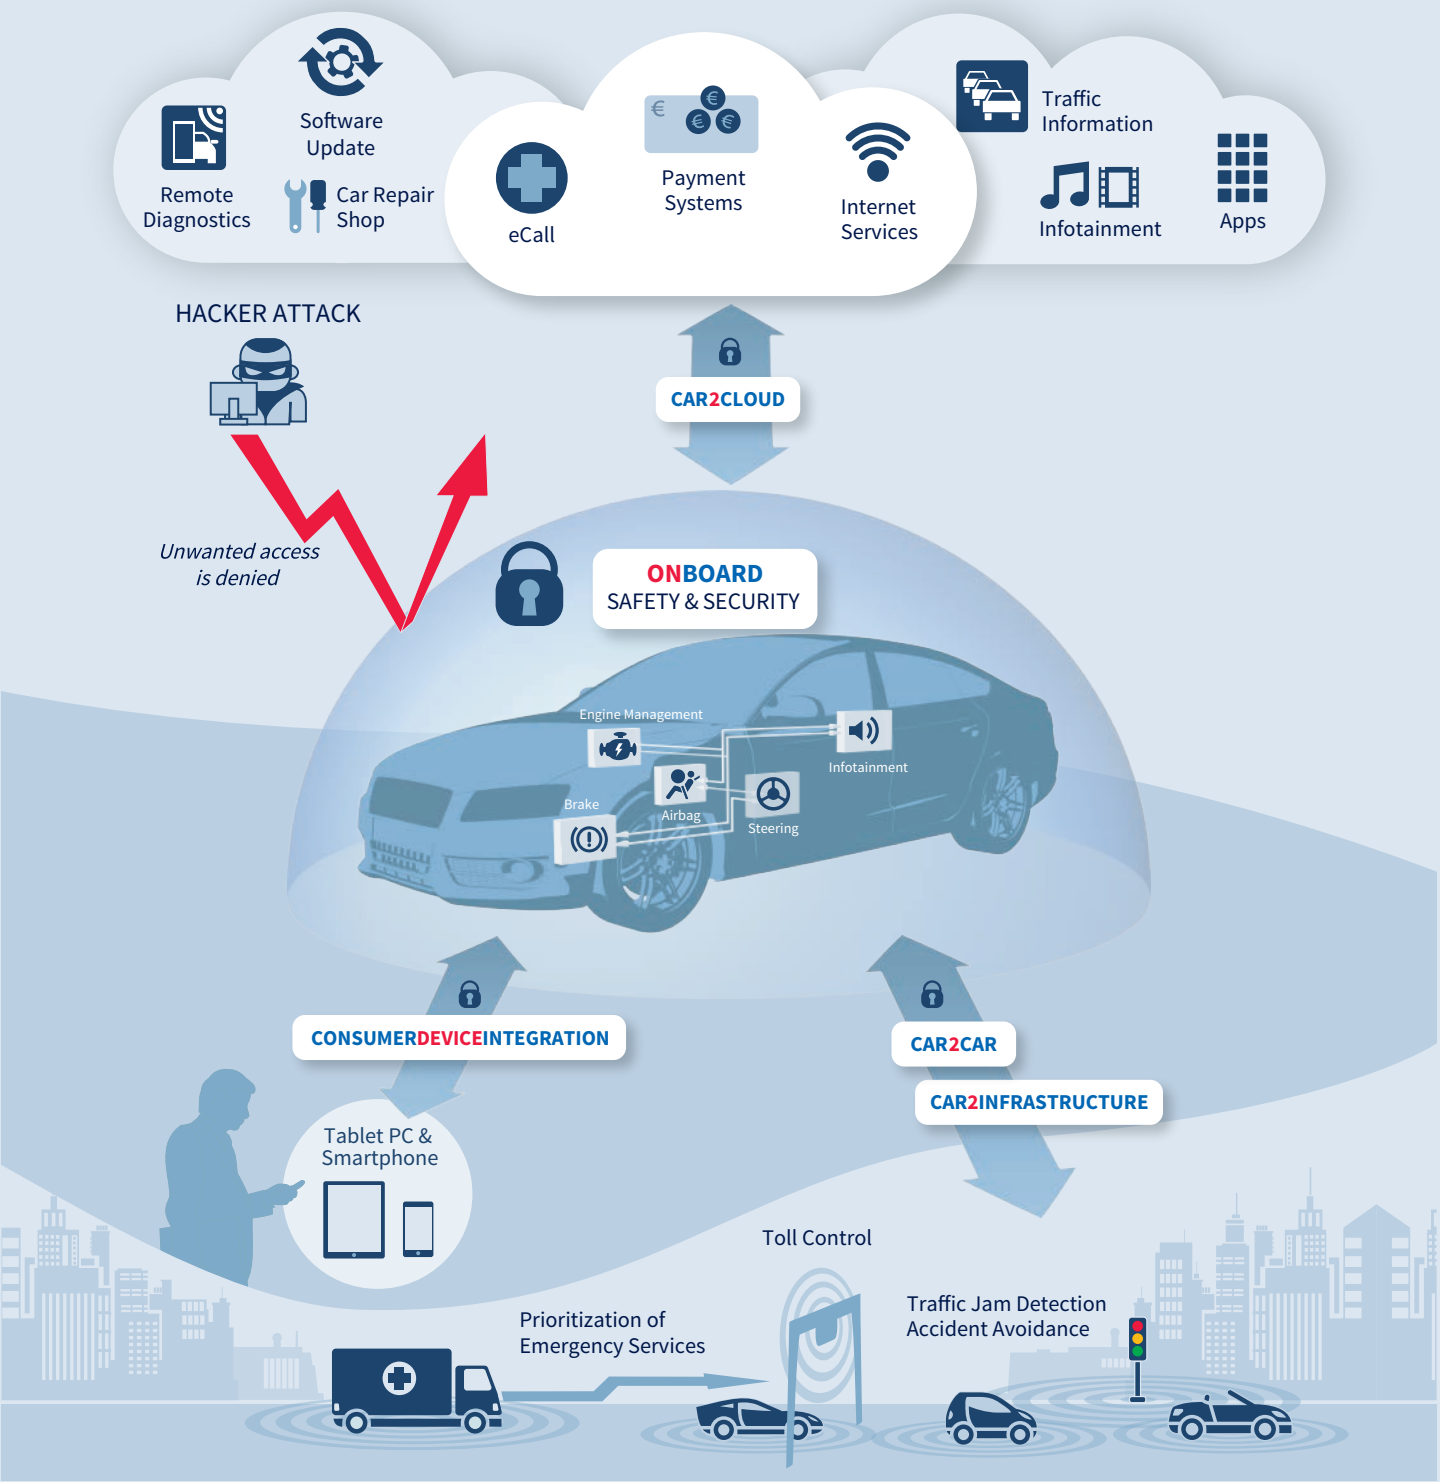 Software
Update
Remote
Diagnostics
Car Repair
Shop
eCall
Payment
Systems
Internet
Services
Traffic
Information
Infotainment
Apps
HACKER ATTACK
CAR2CLOUD
Unwanted access
is denied
ONBOARD
SAFETY & SECURITY
Engine Management
Infotainment
Airbag
Brake
Steering
CONSUMERDEVICEINTEGRATION
CAR2CAR
CAR2INFRASTRUCTURE
Tablet PC &
Smartphone
Toll Control
Prioritization of
Emergency Services
Traffic Jam Detection
Accident Avoidance